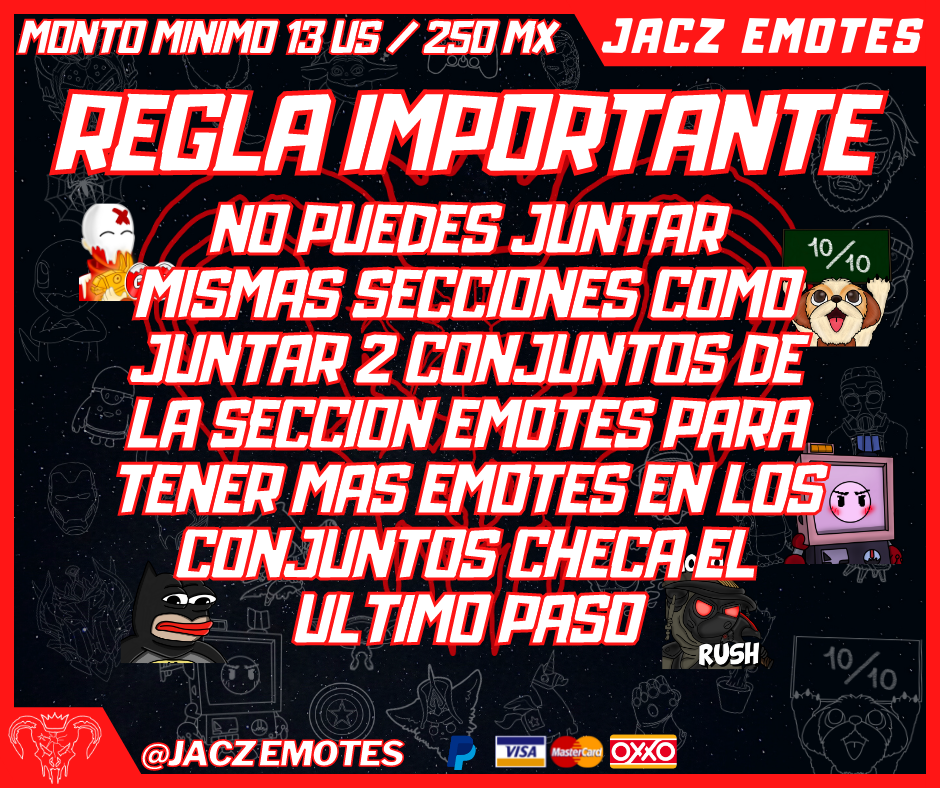 MONTO MINIMO 13 US / 250 MX
JACZ EMOTES
REGLA IMPORTANTE
NO PUEDES JUNTAR
MISMAS SECCIONES COMO
JUNTAR 2 CONJUNTOS DE
LA SECCION EMOTES PARA
TENER MAS EMOTES EN LOS
CONJUNTOS CHECA EL
ULTIMO PASO
10/10
RUSH
10/10
@JACZEMOTES
VISA
MasterCard
OXXO